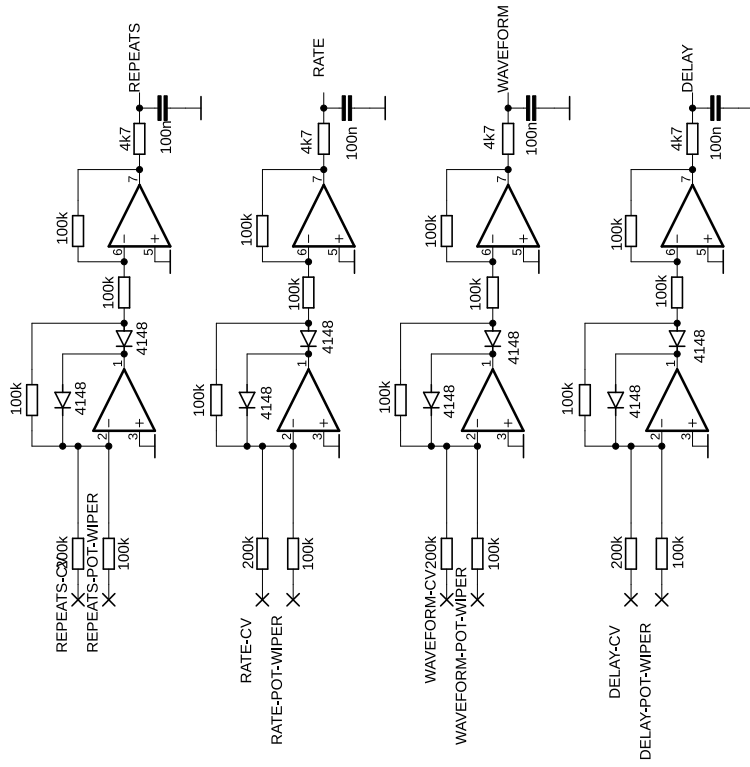 REPEATS
4k7
100n
7
100k
6
5
100k
4148
1
100k
4148
2
3
200k
100k
REPEATS-CV
REPEATS-POT-WIPER
RATE
4k7
100n
7
100k
6
5
100k
4148
1
100k
4148
2
3
200k
100k
RATE-CV
RATE-POT-WIPER
WAVEFORM
4k7
100n
7
100k
6
5
100k
4148
1
100k
4148
2
3
200k
100k
WAVEFORM-CV
WAVEFORM-POT-WIPER
DELAY
4k7
100n
7
100k
6
5
100k
4148
1
100k
4148
2
3
200k
100k
DELAY-CV
DELAY-POT-WIPER